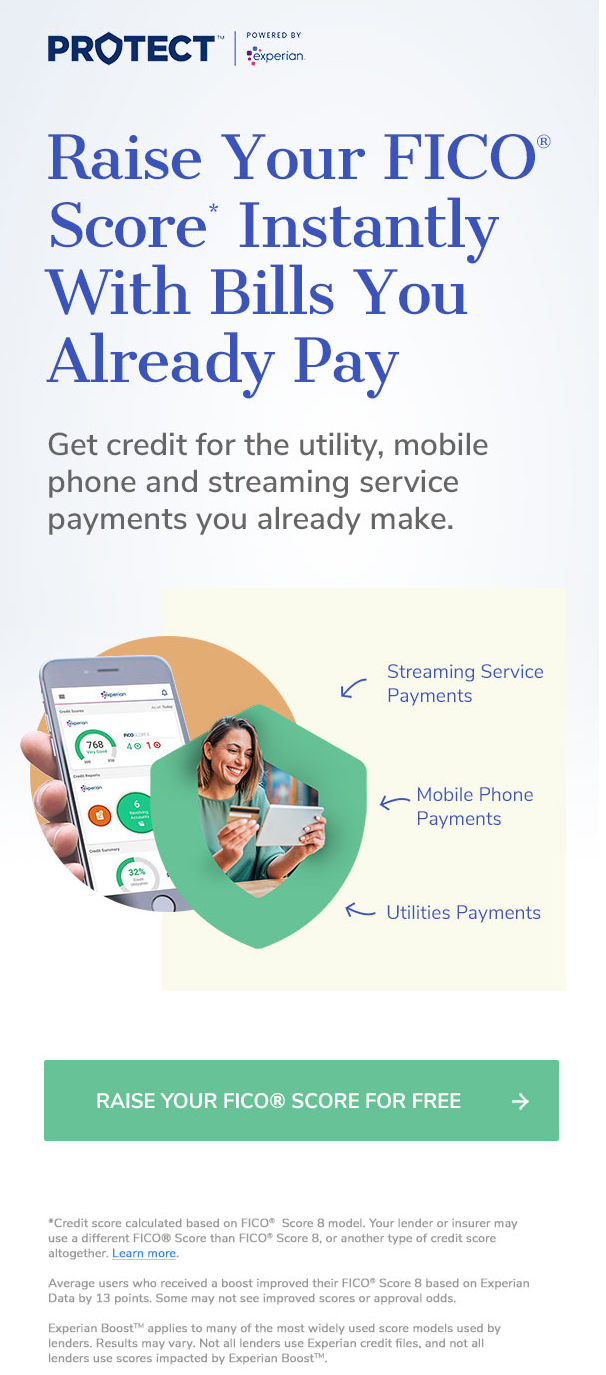 PROTECT™
POWERED BY
experian.
Raise Your FICO®
Score* Instantly
With Bills You
Already Pay
Get credit for the utility, mobile
phone and streaming service
payments you already make.
Streaming Service
Payments
Mobile Phone
Payments
Utilities Payments
experian
Credit Scores
As of: Today
experian
768
Very Good
300 850
FICO SCORES
4 1
Credit Reports
experian
6
Revolving
Accounts
Credit Summary
32%
Credit
Utilization
RAISE YOUR FICO® SCORE FOR FREE →
*Credit score calculated based on FICO® Score 8 model. Your lender or insurer may
use a different FICO® Score than FICO® Score 8, or another type of credit score
altogether. Learn more.
Average users who received a boost improved their FICO® Score 8 based on Experian
Data by 13 points. Some may not see improved scores or approval odds.
Experian Boost™ applies to many of the most widely used score models used by
lenders. Results may vary. Not all lenders use Experian credit files, and not all
lenders use scores impacted by Experian Boost™.